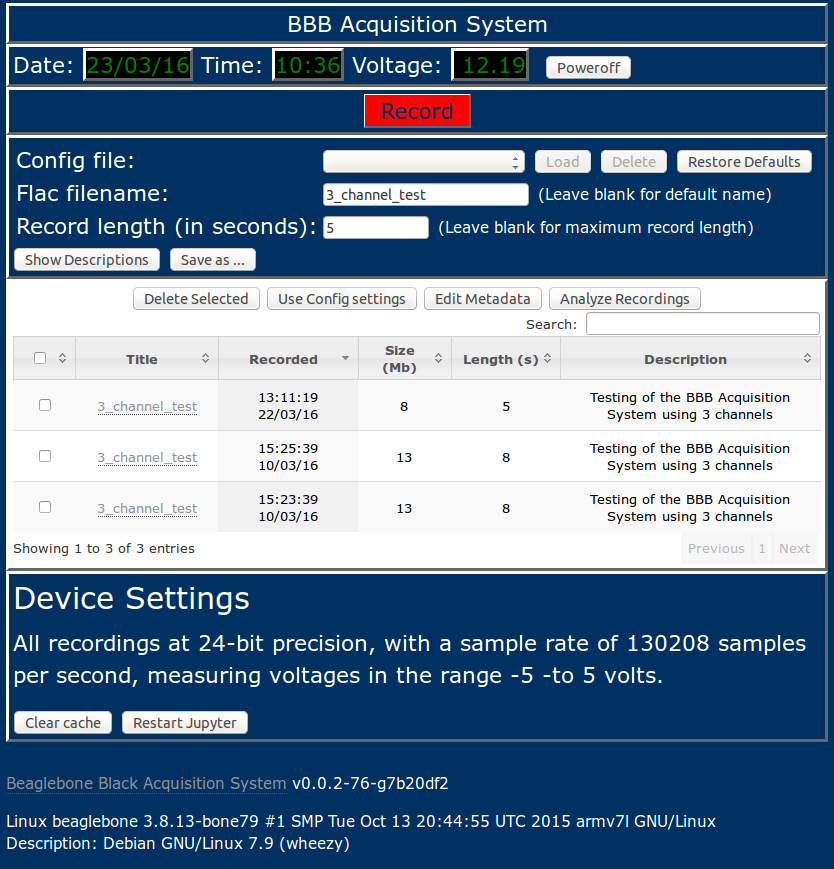 BBB Acquisition System
Date: 23/03/16 Time: 10:36 Voltage: 12.19 Poweroff
Record
Config file: Load Delete Restore Defaults
Flac filename: 3_channel_test (Leave blank for default name)
Record length (in seconds): 5 (Leave blank for maximum record length)
Show Descriptions Save as ...
Delete Selected Use Config settings Edit Metadata Analyze Recordings
Search:
Title Recorded Size (Mb) Length (s) Description
3_channel_test 13:11:19 22/03/16 8 5 Testing of the BBB Acquisition System using 3 channels
3_channel_test 15:25:39 10/03/16 13 8 Testing of the BBB Acquisition System using 3 channels
3_channel_test 15:23:39 10/03/16 13 8 Testing of the BBB Acquisition System using 3 channels
Showing 1 to 3 of 3 entries Previous 1 Next
Device Settings
All recordings at 24-bit precision, with a sample rate of 130208 samples
per second, measuring voltages in the range -5 -to 5 volts.
Clear cache Restart Jupyter
Beaglebone Black Acquisition System v0.0.2-76-g7b20df2
Linux beaglebone 3.8.13-bone79 #1 SMP Tue Oct 13 20:44:55 UTC 2015 armv7l GNU/Linux
Description: Debian GNU/Linux 7.9 (wheezy)